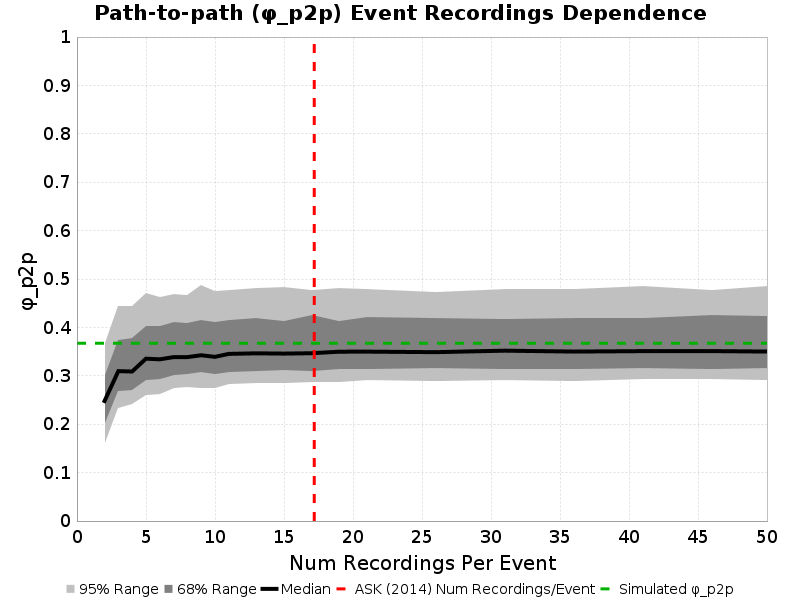 Path-to-path (φ_p2p) Event Recordings Dependence
1
0.9
0.8
0.7
0.6
0.5
0.4
0.3
0.2
0.1
0
φ_p2p
0 5 10 15 20 25 30 35 40 45 50
Num Recordings Per Event
95% Range 68% Range Median ASK (2014) Num Recordings/Event Simulated φ_p2p